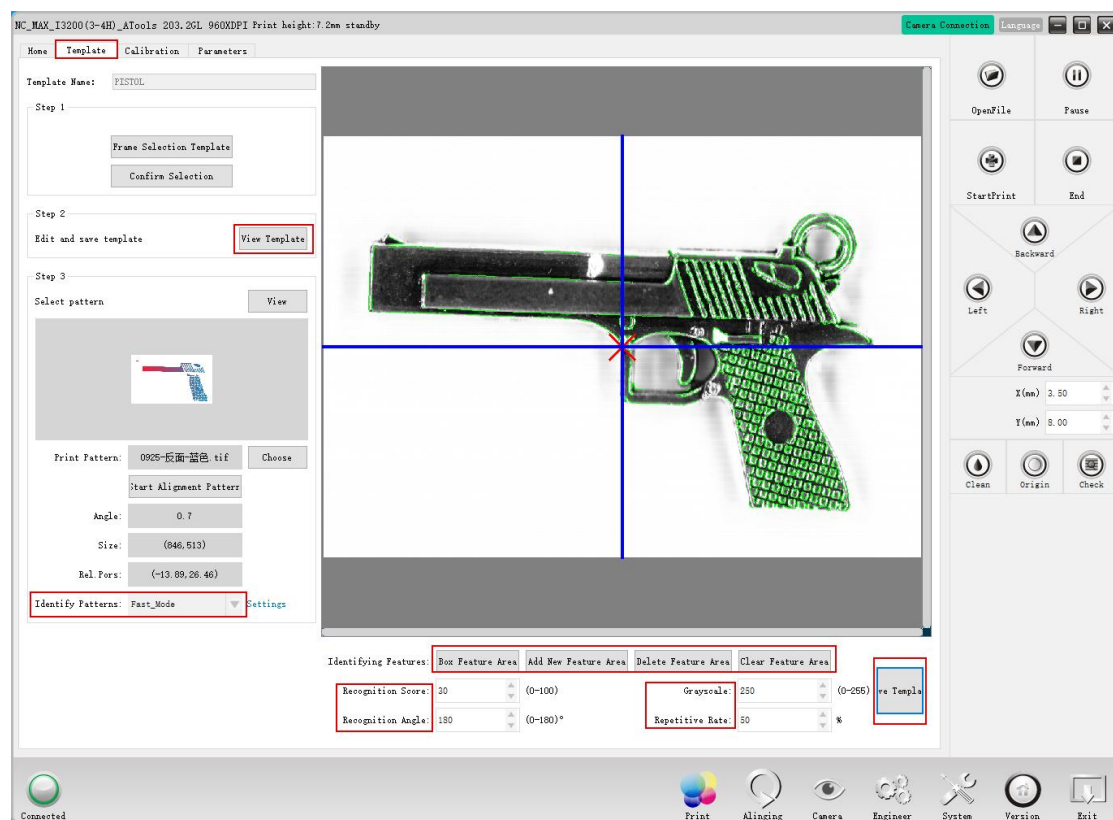 NC_MAX_I3200(3-4H)_ATools 203.2GL 960XDPI Print height:7.2mm standby
Camera Connection Language
Home Template Calibration Parameters
Template Name: PISTOL
Step 1
Frame Selection Template
Confirm Selection
Step 2
Edit and save template View Template
Step 3
Select pattern View
Print Pattern: 0925-反面-蓝色.tif Choose
Start Alignment Pattern
Angle: 0.7
Size: (846,513)
Rel.Pors: (-13.89,26.46)
Identify Patterns: Fast_Mode Settings
Identifying Features: Box Feature Area Add New Feature Area Delete Feature Area Clear Feature Area
Recognition Score: 30 (0-100) Grayscale: 250 (0-255) ve Templa
Recognition Angle: 180 (0-180)° Repetitive Rate: 50 %
OpenFile Pause
StartPrint End
Backward
Left Right
Forward
X(mm) 3.50
Y(mm) 8.00
Clean Origin Check
Connected Print Alinging Camera Engineer System Version Exit